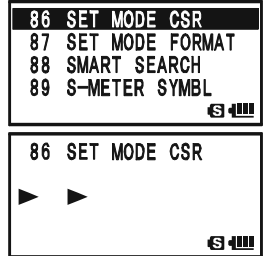 86 SET MODE CSR
87 SET MODE FORMAT
88 SMART SEARCH
89 S-METER SYMBL
S
86 SET MODE CSR
S